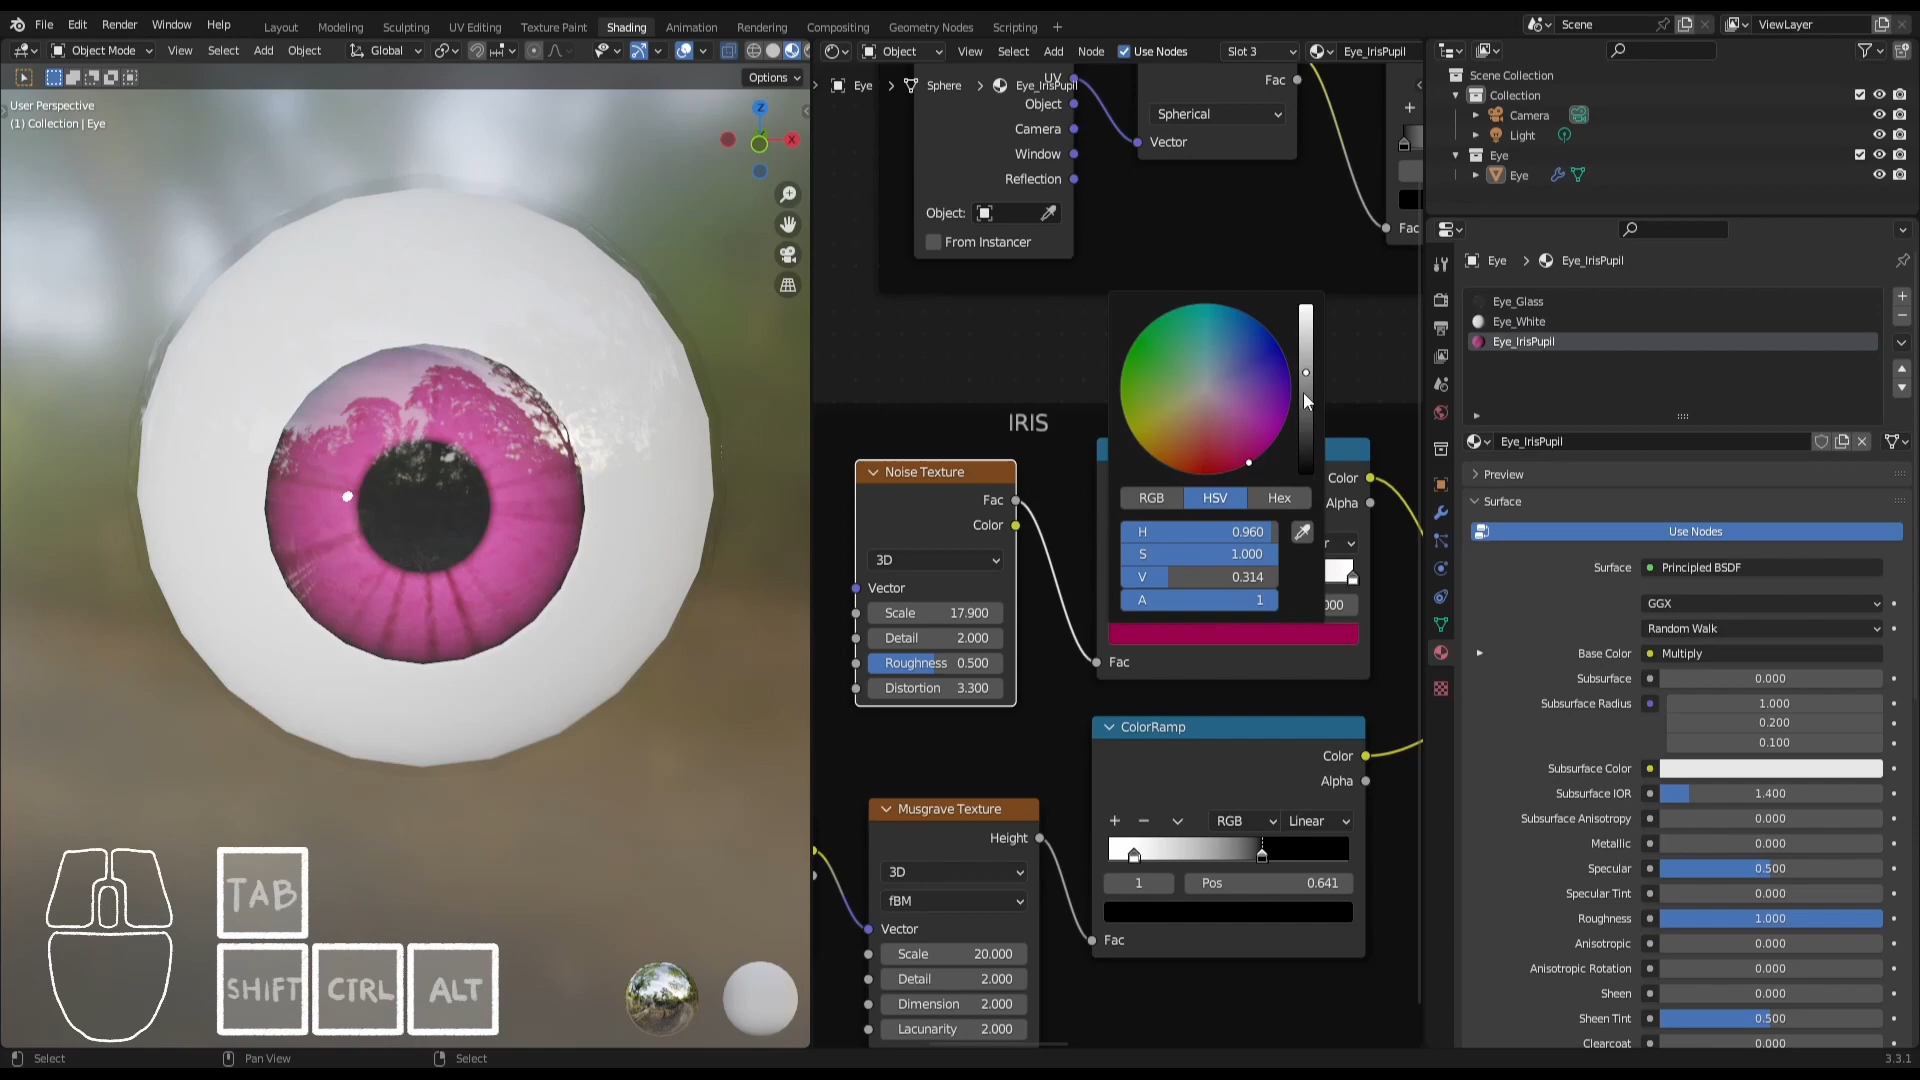 File Edit Render Window Help Layout Modeling Sculpting UV Editing Texture Paint Shading Animation Rendering Compositing Geometry Nodes Scripting + Scene ViewLayer
Object Mode View Select Add Object Global Object View Select Add Node Use Nodes Slot 3 Eye_IrisPupil
Options
User Perspective
(1) Collection | Eye
Z
X
Eye > Sphere > Eye_IrisPupil
UV
Object
Camera
Window
Reflection
Object:
From Instancer
Fac
Spherical
Vector
Fac
IRIS
Noise Texture
Fac
Color
3D
Vector
Scale 17.900
Detail 2.000
Roughness 0.500
Distortion 3.300
RGB HSV Hex
H 0.960
S 1.000
V 0.314
A 1
Color
Alpha
Fac
ColorRamp
Color
Alpha
RGB Linear
1 Pos 0.641
Fac
Musgrave Texture
Height
3D
fBM
Vector
Scale 20.000
Detail 2.000
Dimension 2.000
Lacunarity 2.000
TAB
SHIFT CTRL ALT
Scene Collection
Collection
Camera
Light
Eye
Eye
Eye > Eye_IrisPupil
Eye_Glass
Eye_White
Eye_IrisPupil
Eye_IrisPupil
Preview
Surface
Use Nodes
Surface Principled BSDF
GGX
Random Walk
Base Color Multiply
Subsurface 0.000
Subsurface Radius 1.000
0.200
0.100
Subsurface Color
Subsurface IOR 1.400
Subsurface Anisotropy 0.000
Metallic 0.000
Specular 0.500
Specular Tint 0.000
Roughness 1.000
Anisotropic 0.000
Anisotropic Rotation 0.000
Sheen 0.000
Sheen Tint 0.500
Clearcoat 0.000
Select Pan View Select 3.3.1